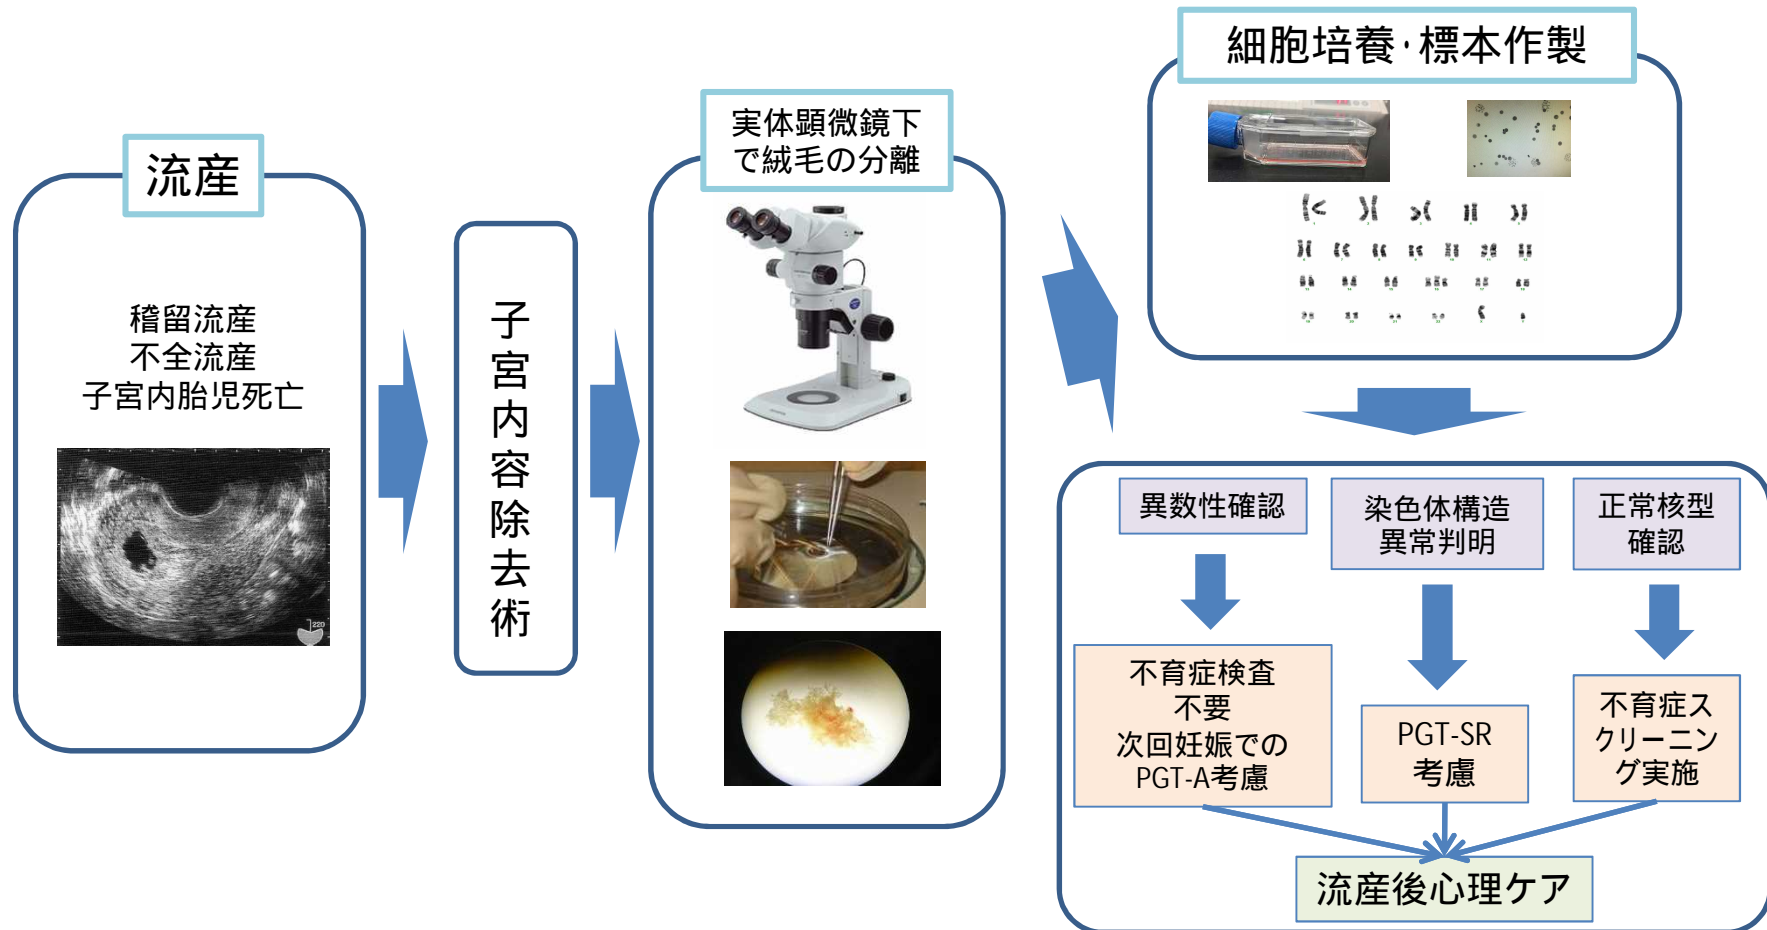 流産
稽留流産
不全流産
子宮内胎児死亡
220
子宮内容除去術
実体顕微鏡下
で絨毛の分離
細胞培養・標本作製
異数性確認
染色体構造
異常判明
正常核型
確認
不育症検査
不要
次回妊娠での
PGT-A考慮
PGT-SR
考慮
不育症ス
クリーニン
グ実施
流産後心理ケア